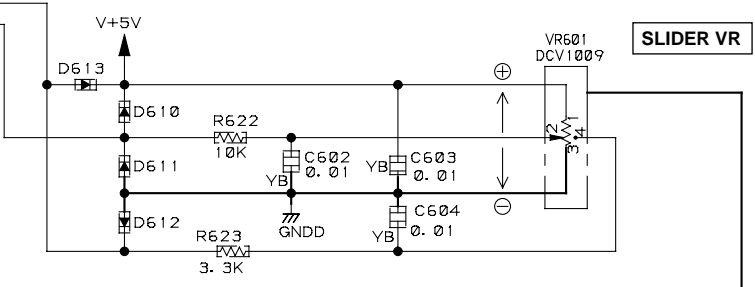 V+5V
VR601
DCV1009
SLIDER VR
D613
+
D610
R622
10K
1
2
4
3
D611
C602
0.01
YB
C603
0.01
YB
−
D612
GNDD
C604
0.01
YB
R623
3.3K